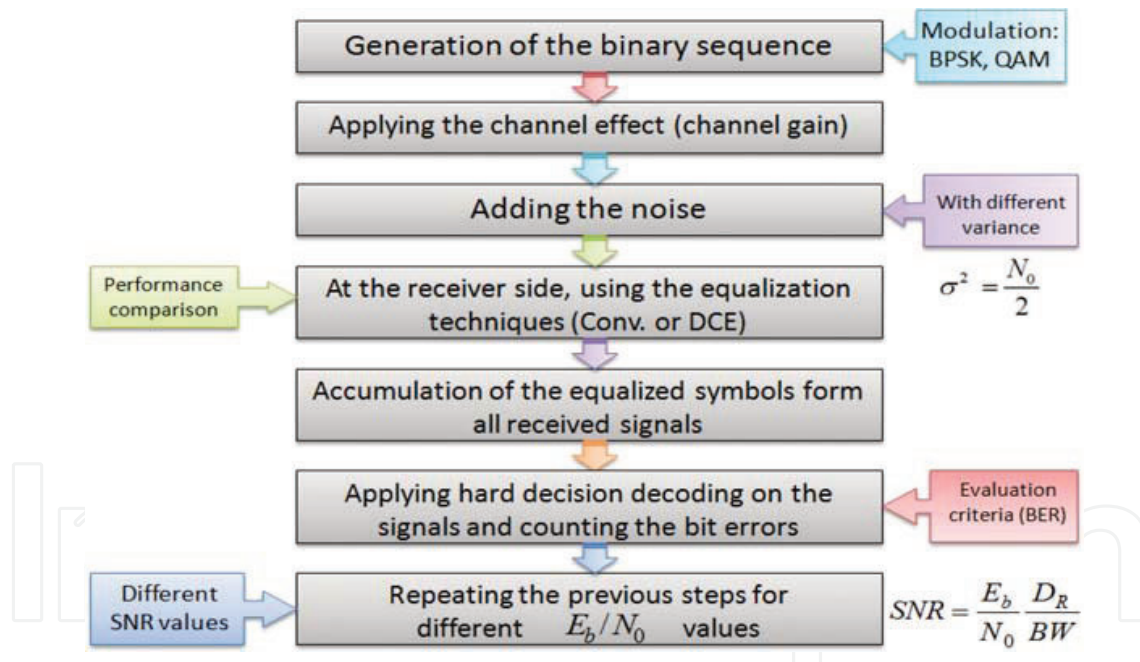 Generation of the binary sequence
Modulation:
BPSK, QAM
Applying the channel effect (channel gain)
Adding the noise
With different
variance
σ² = N₀/2
Performance
comparison
At the receiver side, using the equalization
techniques (Conv. or DCE)
Accumulation of the equalized symbols form
all received signals
Applying hard decision decoding on the
signals and counting the bit errors
Evaluation
criteria (BER)
Different
SNR values
Repeating the previous steps for
different E_b/N₀ values
SNR = E_b/N₀ D_R/BW